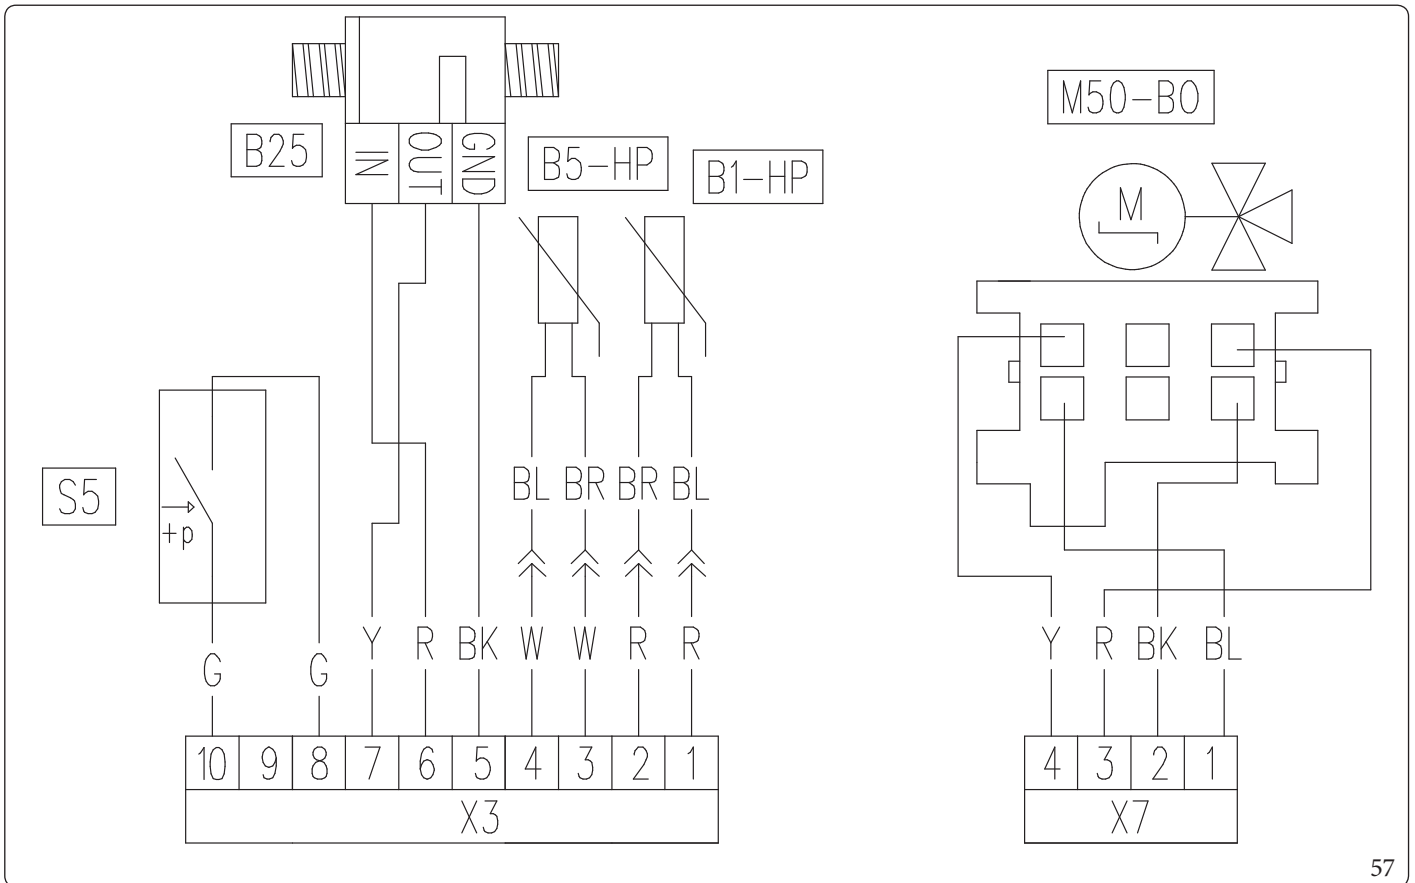 M50-B0
B25
IN
OUT
GND
B5-HP
B1-HP
M
S5
+p
BL BR BR BL
G G Y R BK W W R R
Y R BK BL
10 9 8 7 6 5 4 3 2 1
X3
4 3 2 1
X7
57